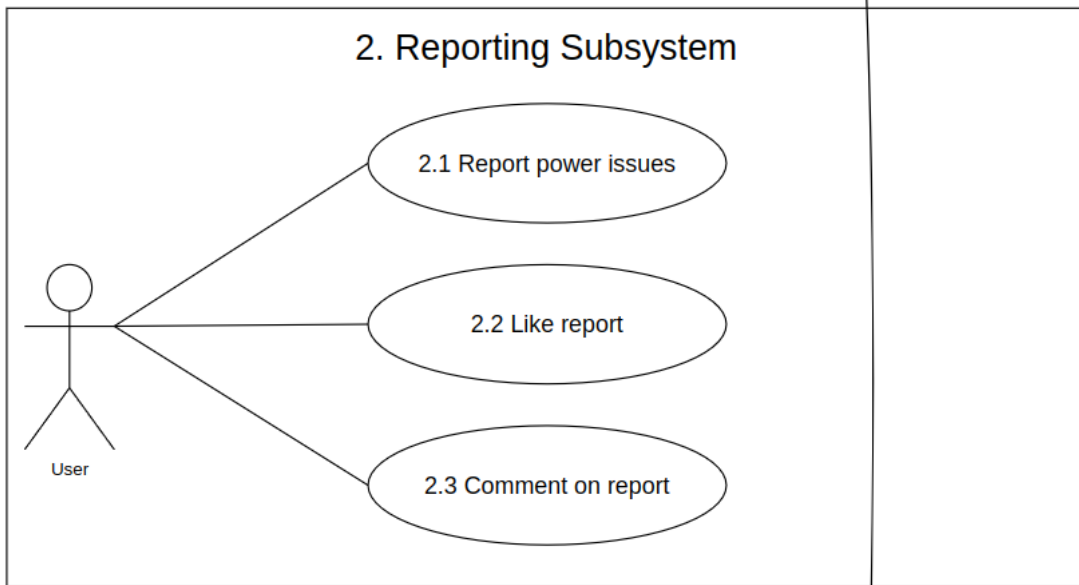 2. Reporting Subsystem
2.1 Report power issues
2.2 Like report
User
2.3 Comment on report